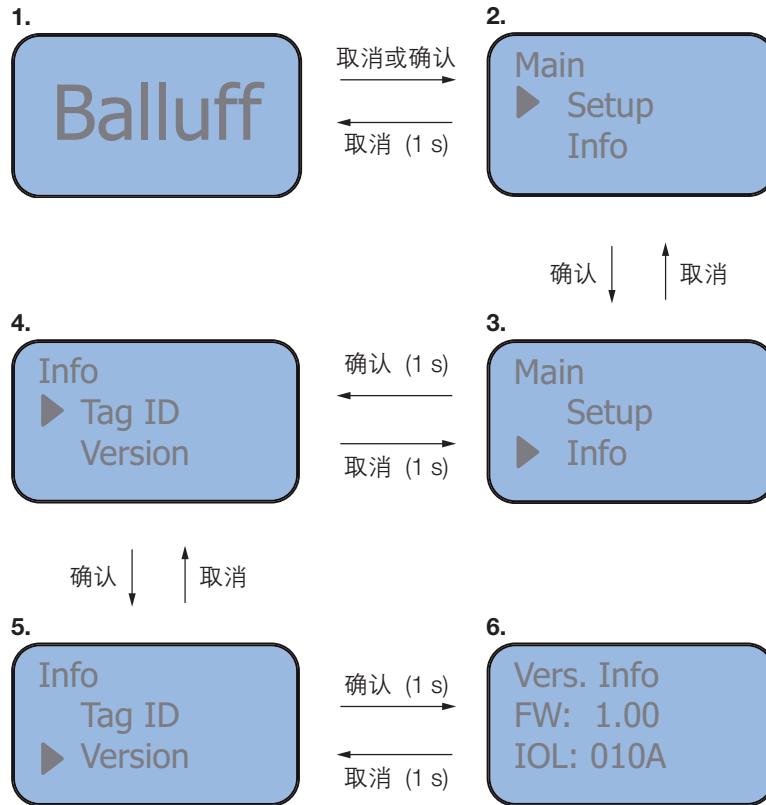 1.
Balluff
取消或确认
取消 (1 s)
2.
Main
Setup
Info
确认
取消
3.
Main
Setup
Info
确认 (1 s)
取消 (1 s)
4.
Info
Tag ID
Version
确认
取消
5.
Info
Tag ID
Version
确认 (1 s)
取消 (1 s)
6.
Vers. Info
FW: 1.00
IOL: 010A